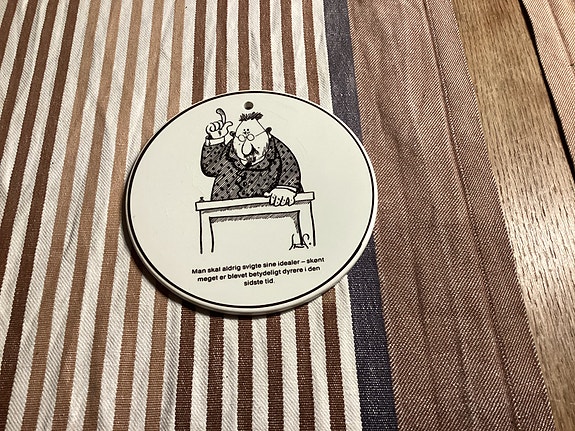 Man skal aldrig svigte sine idealer – skønt
meget er blevet betydeligt dyrere i den
sidste tid.